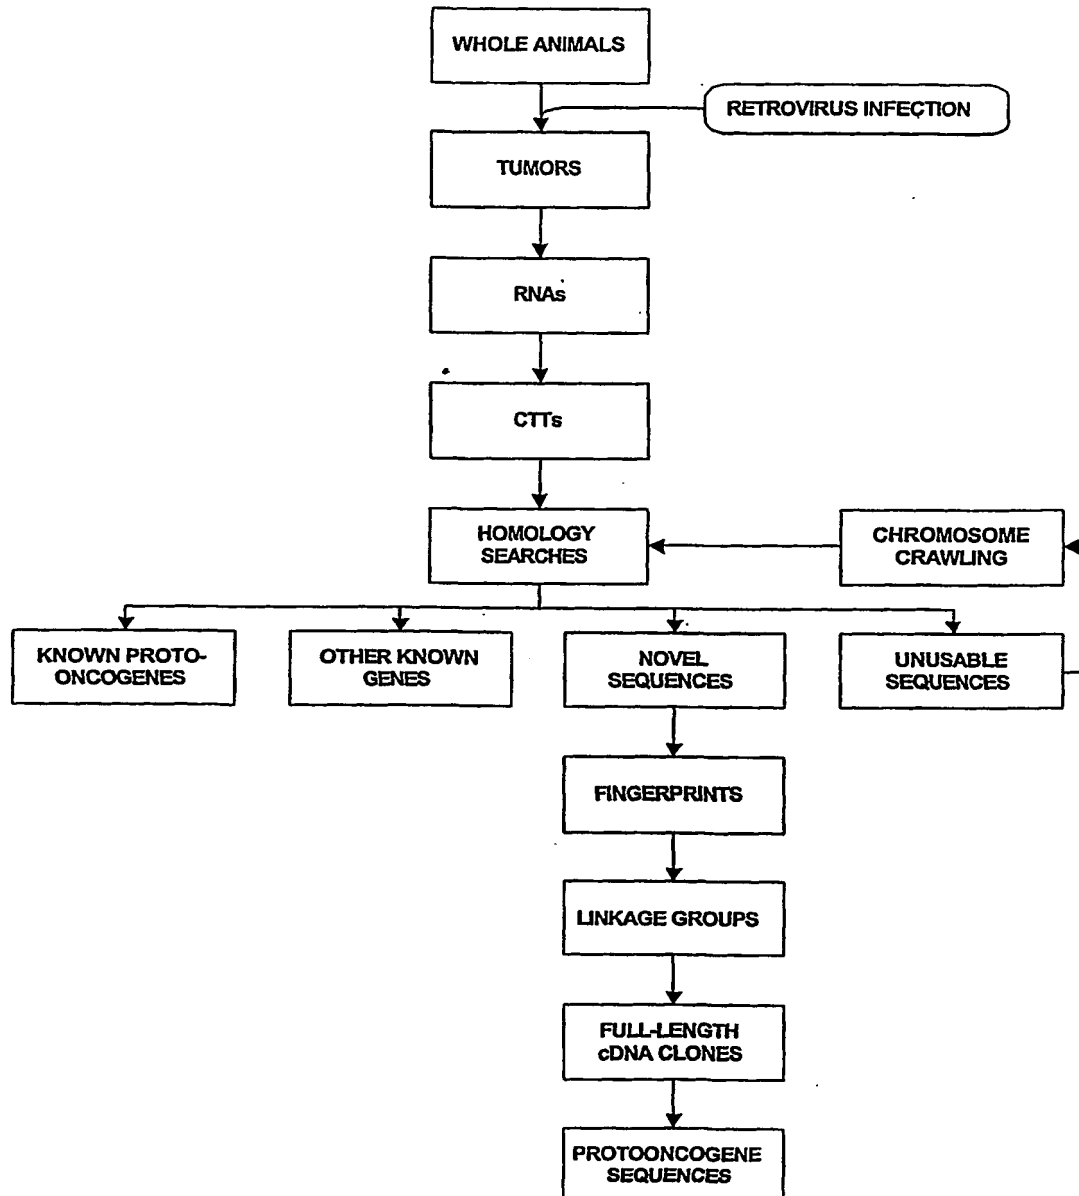 WHOLE ANIMALS
RETROVIRUS INFECTION
TUMORS
RNAs
CTTs
HOMOLOGY
SEARCHES
CHROMOSOME
CRAWLING
KNOWN PROTO-
ONCOGENES
OTHER KNOWN
GENES
NOVEL
SEQUENCES
UNUSABLE
SEQUENCES
FINGERPRINTS
LINKAGE GROUPS
FULL-LENGTH
cDNA CLONES
PROTOONCOGENE
SEQUENCES